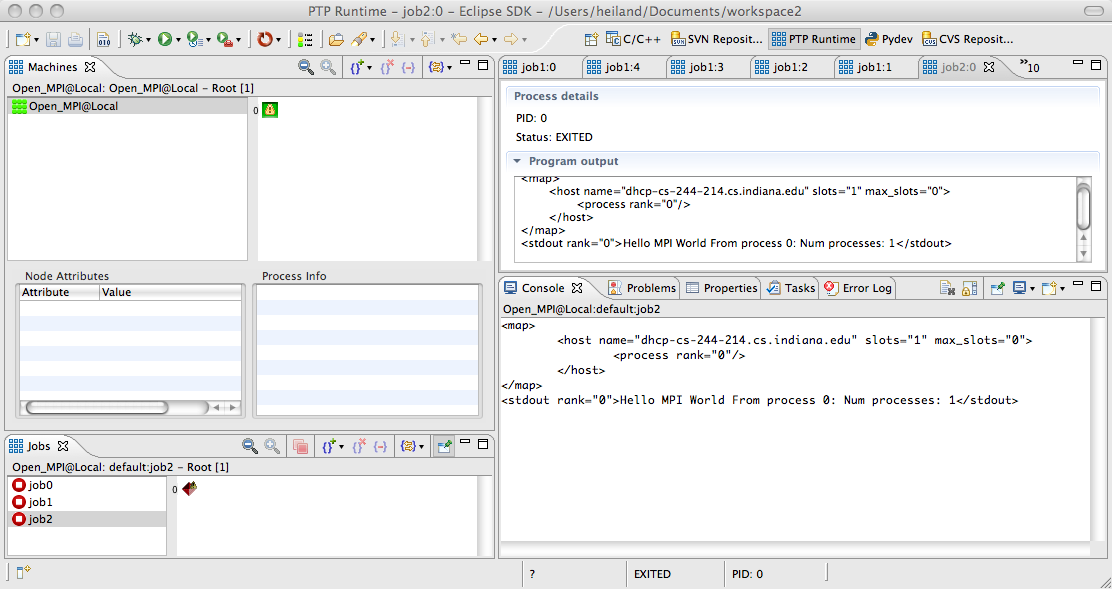 PTP Runtime – job2:0 – Eclipse SDK – /Users/heiland/Documents/workspace2
010
C/C++ SVN Reposit... PTP Runtime Pydev CVS Reposit...
Machines
Open_MPI@Local: Open_MPI@Local – Root [1]
Open_MPI@Local
0
Node Attributes
Attribute Value
Process Info
Jobs
Open_MPI@Local: default:job2 – Root [1]
job0
job1
job2
0
job1:0 job1:4 job1:3 job1:2 job1:1 job2:0 »10
Process details
PID: 0
Status: EXITED
Program output
<map>
<host name="dhcp-cs-244-214.cs.indiana.edu" slots="1" max_slots="0">
<process rank="0"/>
</host>
</map>
<stdout rank="0">Hello MPI World From process 0: Num processes: 1</stdout>
Console Problems Properties Tasks Error Log
Open_MPI@Local:default:job2
<map>
<host name="dhcp-cs-244-214.cs.indiana.edu" slots="1" max_slots="0">
<process rank="0"/>
</host>
</map>
<stdout rank="0">Hello MPI World From process 0: Num processes: 1</stdout>
? EXITED PID: 0